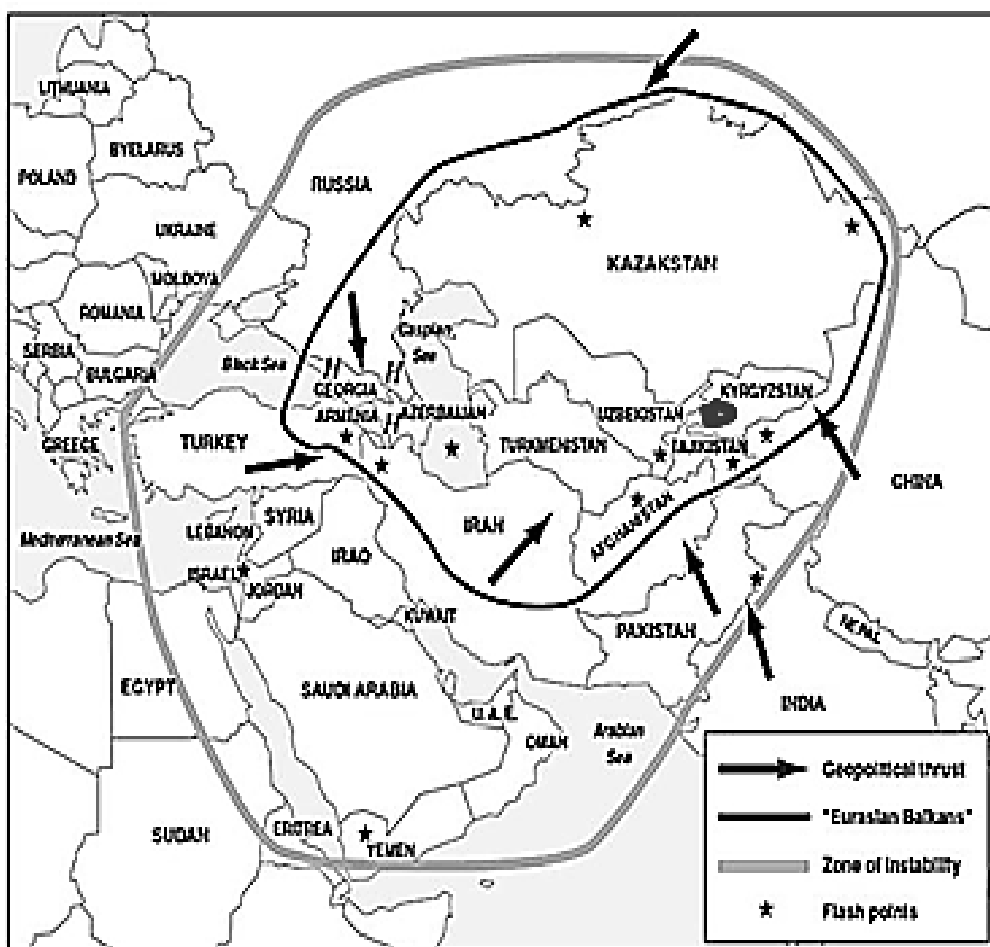 LITHUANIA
BYELARUS
POLAND
RUSSIA
UKRAINE
KAZAKSTAN
MOLDOVA
ROMANIA
Caspian
Sea
SERBIA
Black Sea
BULGARIA
GEORGIA
KYRGYZSTAN
ARMENIA
AZERBAIJAN
UZBEKISTAN
GREECE
TURKEY
TURKMENISTAN
TAJIKISTAN
CHINA
SYRIA
IRAN
AFGHANISTAN
LEBANON
Mediterranean Sea
IRAQ
ISRAEL
JORDAN
KUWAIT
PAKISTAN
NEPAL
EGYPT
SAUDI ARABIA
INDIA
U.A.E.
OMAN
Arabian
Sea
SUDAN
ERITREA
YEMEN
Geopolitical thrust
"Eurasian Balkans"
Zone of Instability
Flash points